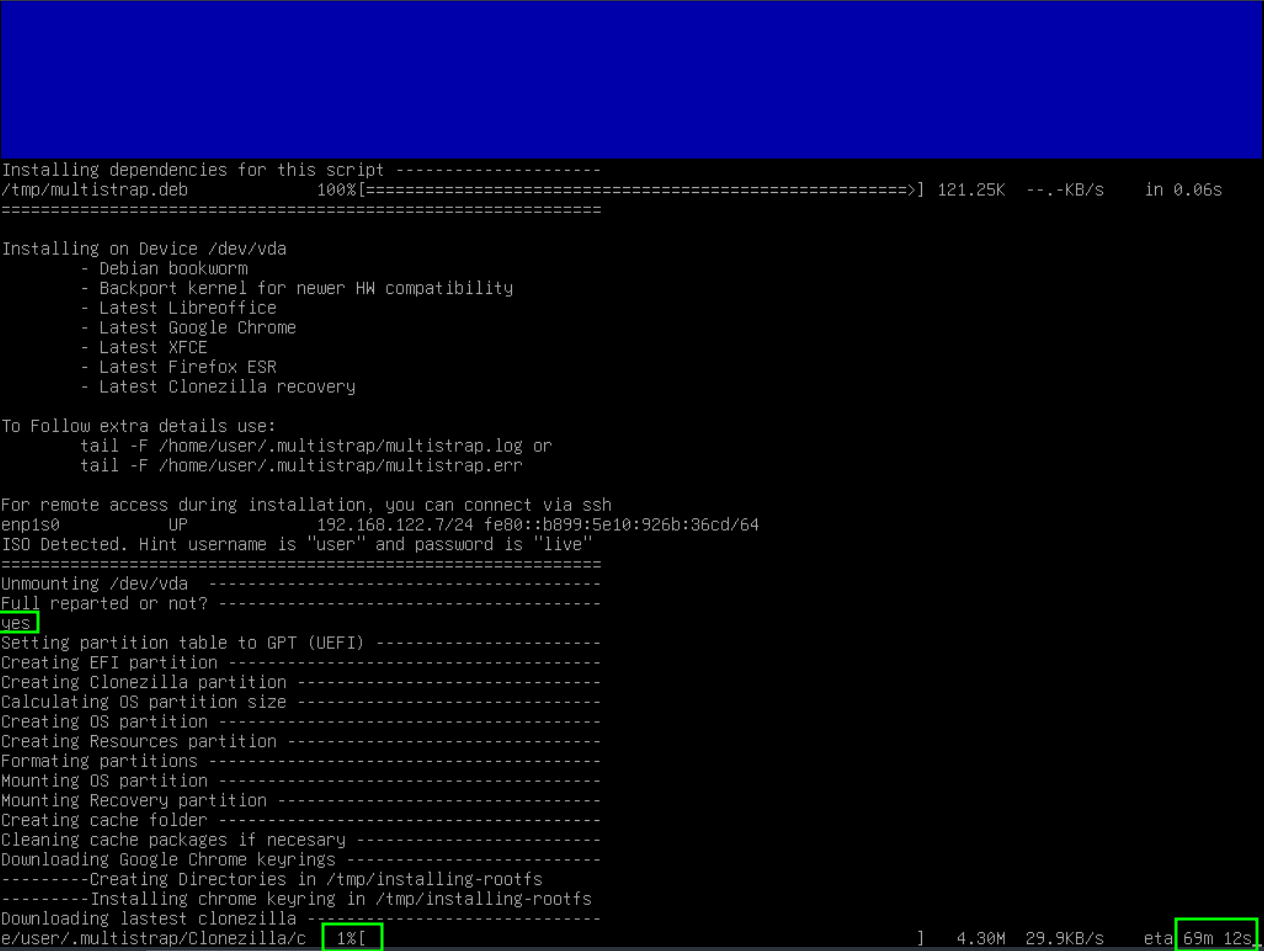 Installing dependencies for this script ---------------------
/tmp/multistrap.deb             100%[=======================================================>] 121.25K  --.-KB/s    in 0.06s
=============================================================
Installing on Device /dev/vda
        - Debian bookworm
        - Backport kernel for newer HW compatibility
        - Latest Libreoffice
        - Latest Google Chrome
        - Latest XFCE
        - Latest Firefox ESR
        - Latest Clonezilla recovery
To Follow extra details use:
        tail -F /home/user/.multistrap/multistrap.log or
        tail -F /home/user/.multistrap/multistrap.err
For remote access during installation, you can connect via ssh
enp1s0           UP             192.168.122.7/24 fe80::b899:5e10:926b:36cd/64
ISO Detected. Hint username is "user" and password is "live"
=============================================================
Unmounting /dev/vda  ----------------------------------------
Full reparted or not? ---------------------------------------
yes
Setting partition table to GPT (UEFI) -----------------------
Creating EFI partition --------------------------------------
Creating Clonezilla partition -------------------------------
Calculating OS partition size -------------------------------
Creating OS partition ---------------------------------------
Creating Resources partition --------------------------------
Formating partitions ----------------------------------------
Mounting OS partition ---------------------------------------
Mounting Recovery partition ---------------------------------
Creating cache folder ---------------------------------------
Cleaning cache packages if necesary -------------------------
Downloading Google Chrome keyrings --------------------------
---------Creating Directories in /tmp/installing-rootfs
---------Installing chrome keyring in /tmp/installing-rootfs
Downloading lastest clonezilla ------------------------------
e/user/.multistrap/Clonezilla/c   1%[                                                        ]   4.30M  29.9KB/s    eta 69m 12s